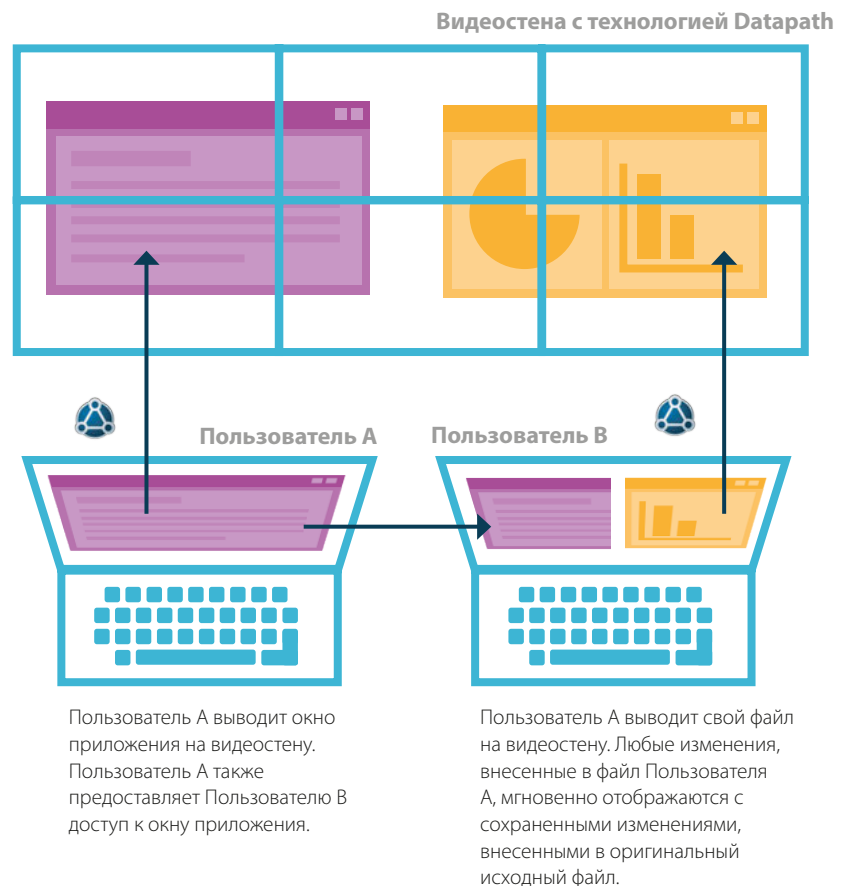 Видеостена с технологией Datapath
Пользователь А
Пользователь В
Пользователь А выводит окно
приложения на видеостену.
Пользователь А также
предоставляет Пользователю В
доступ к окну приложения.
Пользователь А выводит свой файл
на видеостену. Любые изменения,
внесенные в файл Пользователя
А, мгновенно отображаются с
сохраненными изменениями,
внесенными в оригинальный
исходный файл.